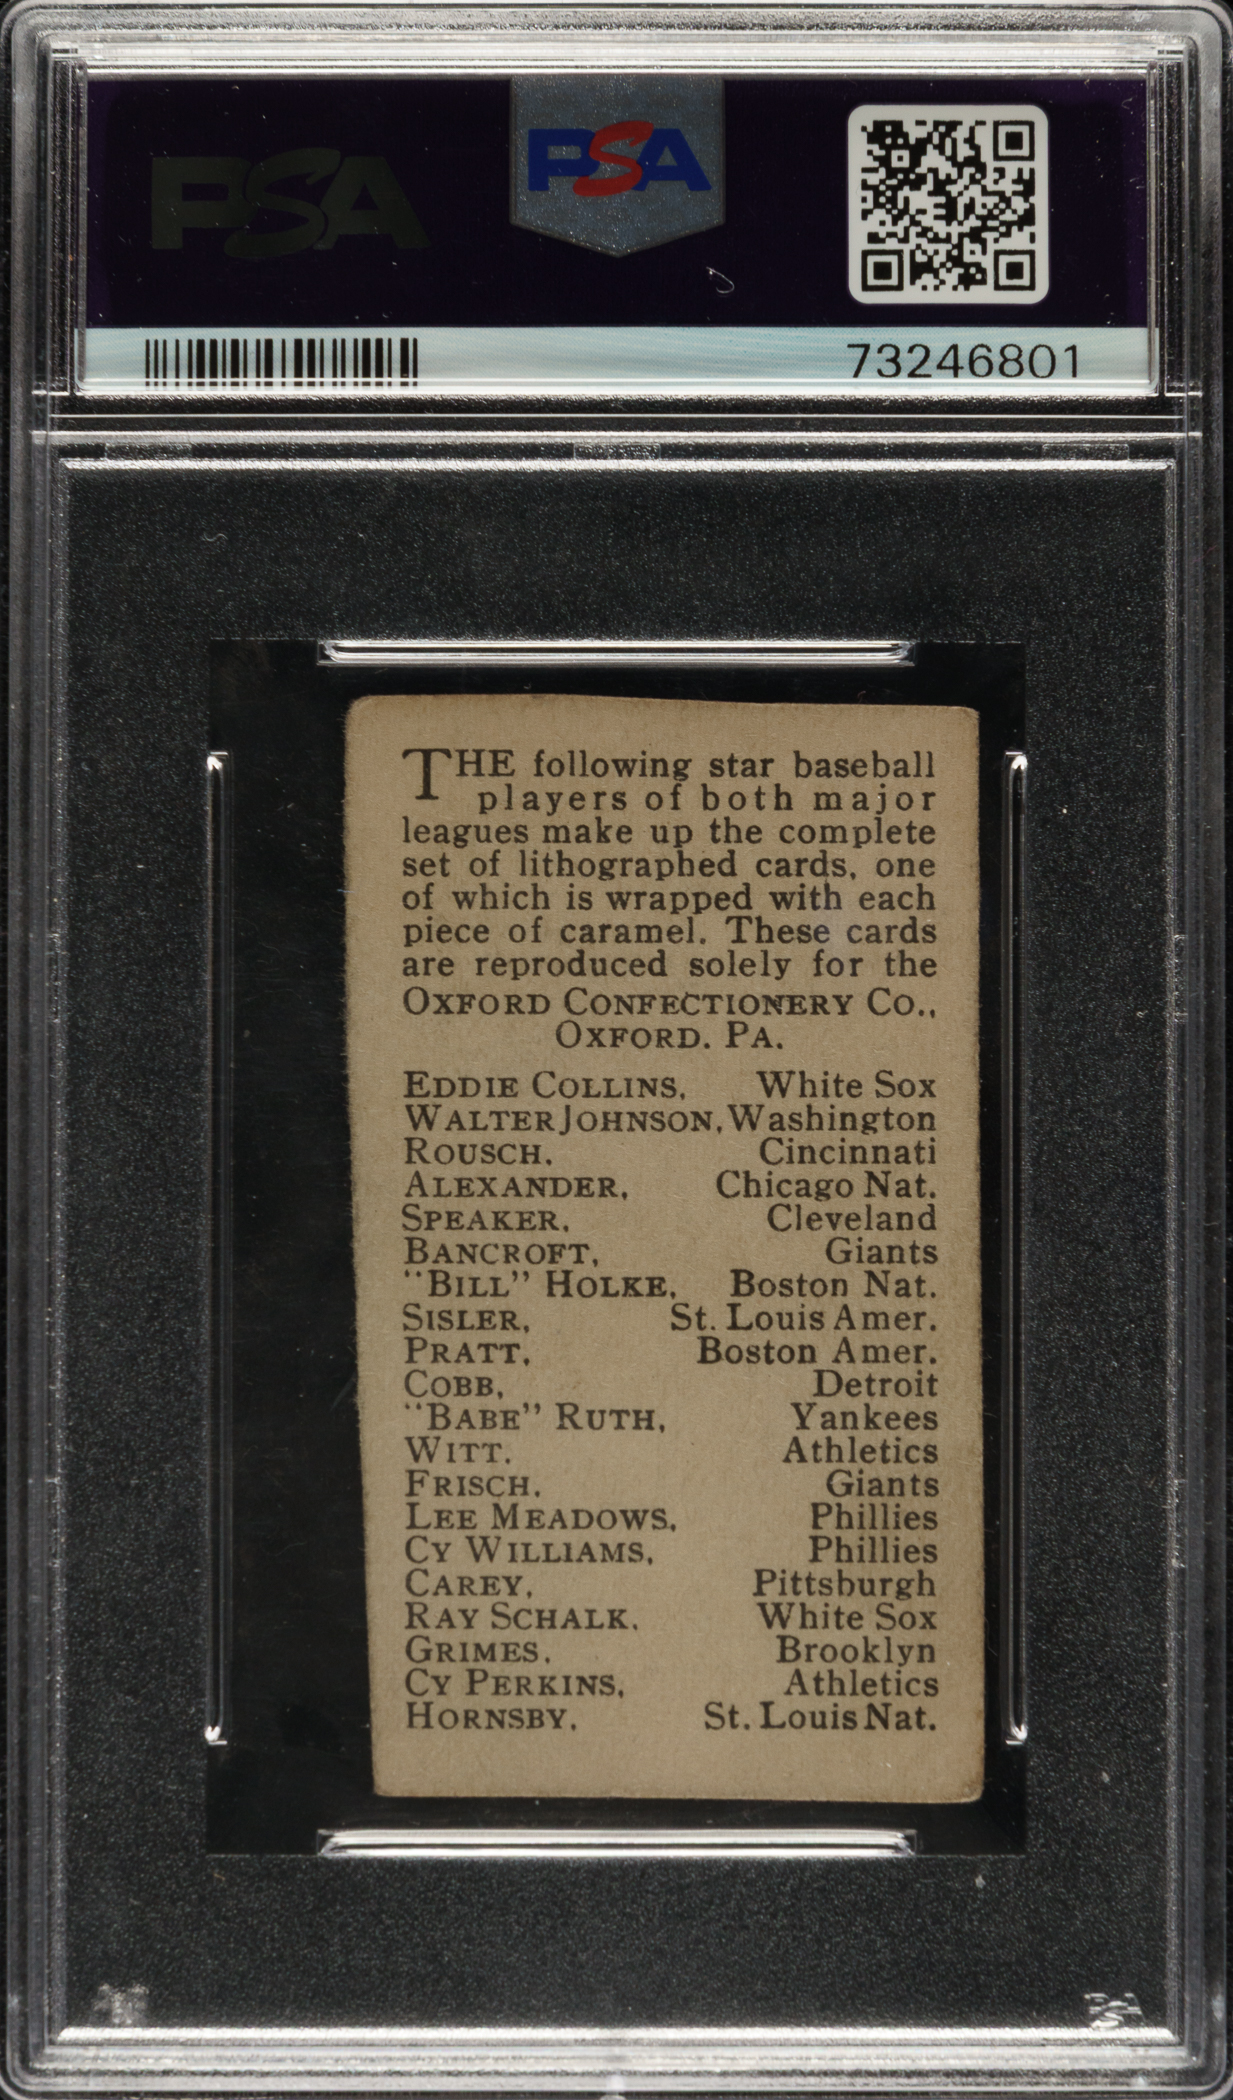 PSA
PSA
73246801
THE following star baseball
players of both major
leagues make up the complete
set of lithographed cards, one
of which is wrapped with each
piece of caramel. These cards
are reproduced solely for the
OXFORD CONFECTIONERY CO.,
OXFORD, PA.
EDDIE COLLINS, White Sox
WALTER JOHNSON, Washington
ROUSCH, Cincinnati
ALEXANDER, Chicago Nat.
SPEAKER, Cleveland
BANCROFT, Giants
"BILL" HOLKE, Boston Nat.
SISLER, St. Louis Amer.
PRATT, Boston Amer.
COBB, Detroit
"BABE" RUTH, Yankees
WITT, Athletics
FRISCH, Giants
LEE MEADOWS, Phillies
CY WILLIAMS, Phillies
CAREY, Pittsburgh
RAY SCHALK, White Sox
GRIMES, Brooklyn
CY PERKINS, Athletics
HORNSBY, St. Louis Nat.
PSA